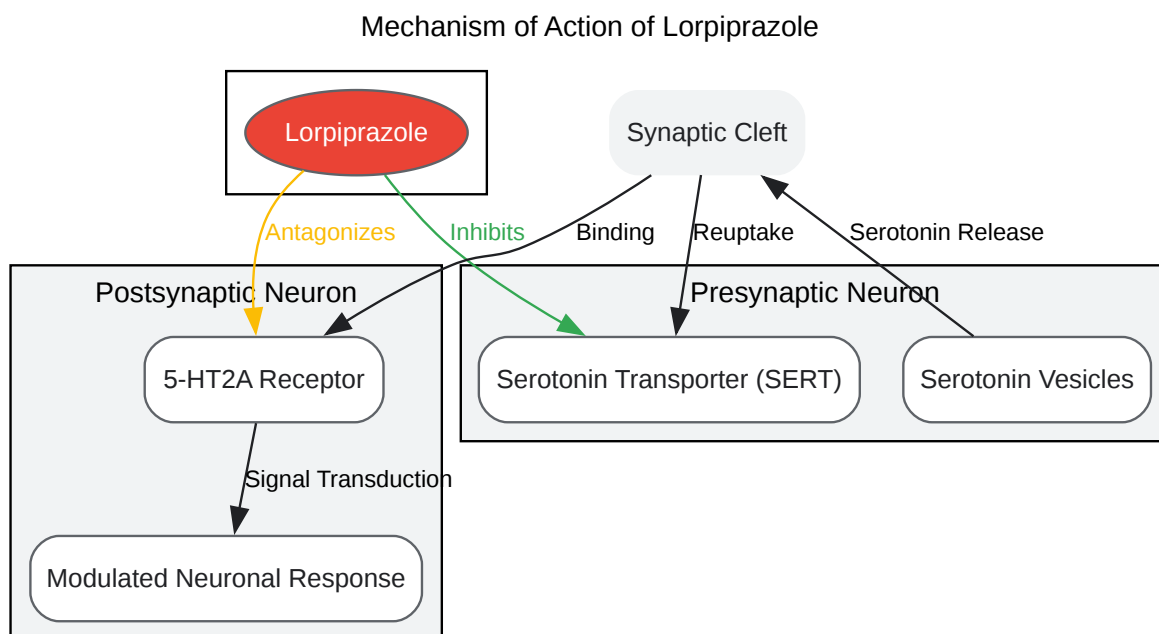 Mechanism of Action of Lorpiprazole
Lorpiprazole
Synaptic Cleft
Antagonizes
Inhibits
Binding
Reuptake
Serotonin Release
Postsynaptic Neuron
Presynaptic Neuron
5-HT2A Receptor
Serotonin Transporter (SERT)
Serotonin Vesicles
Signal Transduction
Modulated Neuronal Response